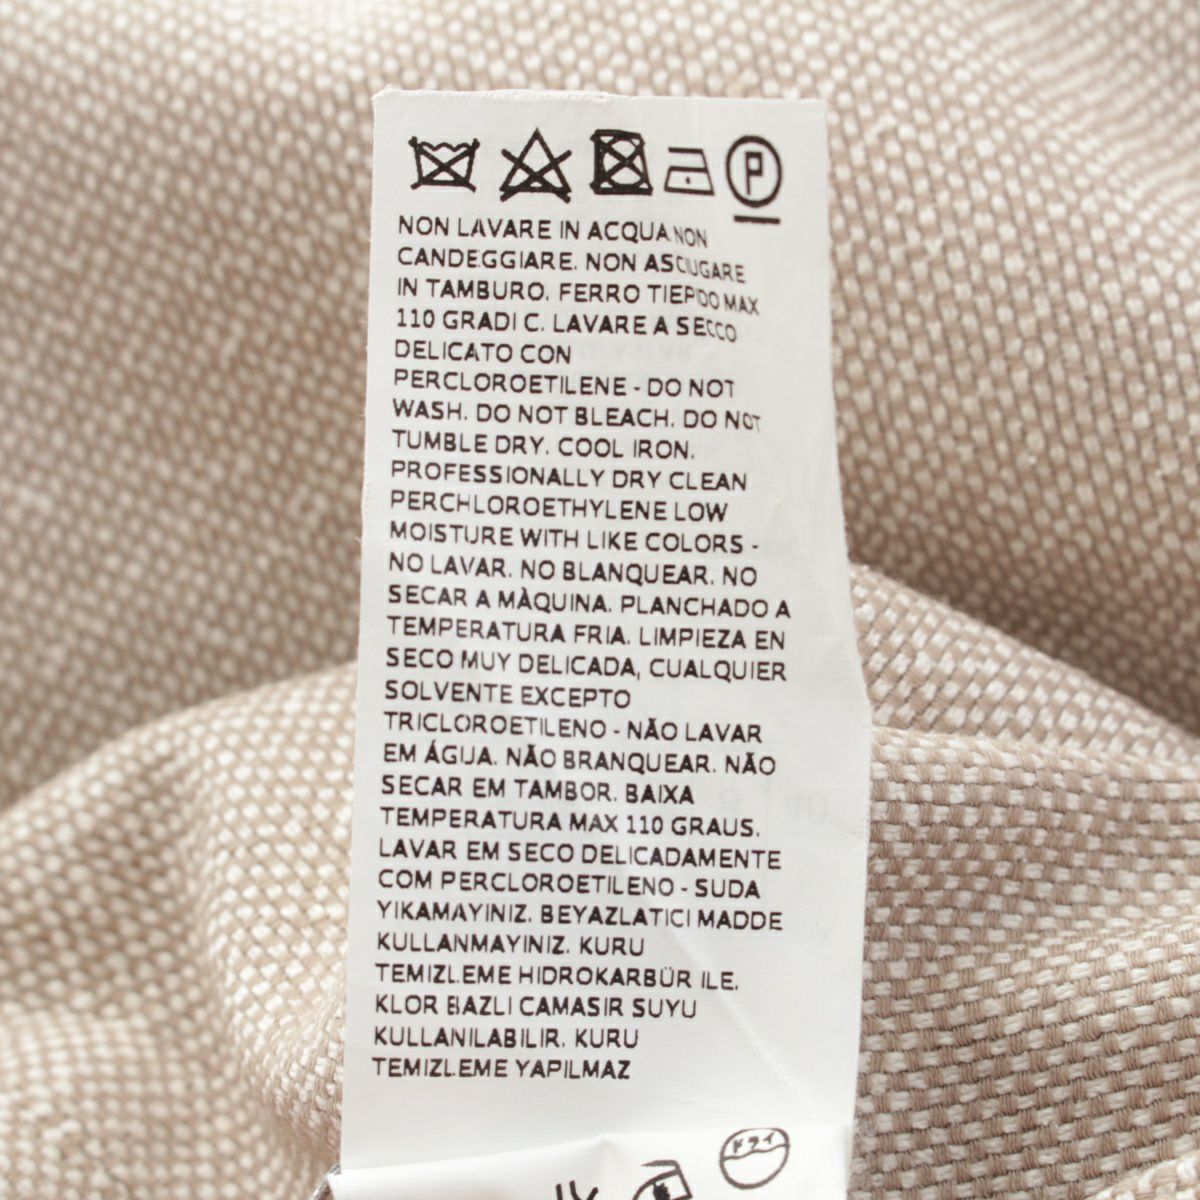 P
NON LAVARE IN ACQUA NON
CANDEGGIARE. NON ASCIUGARE
IN TAMBURO. FERRO TIEPIDO MAX
110 GRADI C. LAVARE A SECCO
DELICATO CON
PERCLOROETILENE - DO NOT
WASH. DO NOT BLEACH. DO NOT
TUMBLE DRY. COOL IRON.
PROFESSIONALLY DRY CLEAN
PERCHLOROETHYLENE LOW
MOISTURE WITH LIKE COLORS -
NO LAVAR. NO BLANQUEAR. NO
SECAR A MÀQUINA. PLANCHADO A
TEMPERATURA FRIA. LIMPIEZA EN
SECO MUY DELICADA, CUALQUIER
SOLVENTE EXCEPTO
TRICLOROETILENO - NÃO LAVAR
EM ÁGUA. NÃO BRANQUEAR. NÃO
SECAR EM TAMBOR. BAIXA
TEMPERATURA MAX 110 GRAUS.
LAVAR EM SECO DELICADAMENTE
COM PERCLOROETILENO - SUDA
YIKAMAYINIZ. BEYAZLATICI MADDE
KULLANMAYINIZ. KURU
TEMIZLEME HIDROKARBÜR ILE.
KLOR BAZLI CAMASIR SUYU
KULLANILABILIR. KURU
TEMIZLEME YAPILMAZ
ドライ